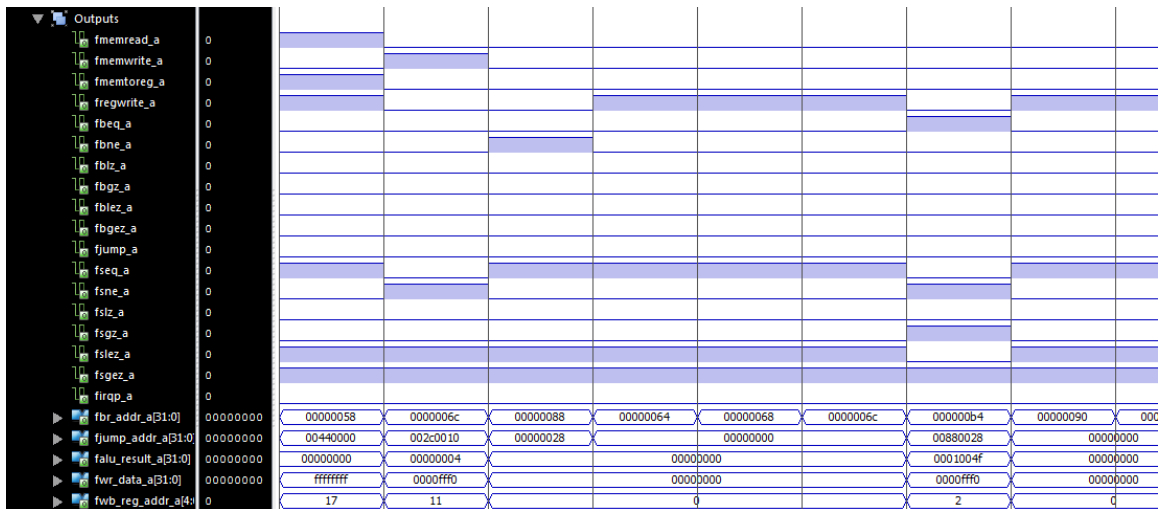 Outputs
fmemread_a 0
fmemwrite_a 0
fmemtoreg_a 0
fregwrite_a 0
fbeq_a 0
fbne_a 0
fblz_a 0
fbgz_a 0
fblez_a 0
fbgez_a 0
fjump_a 0
fseq_a 0
fsne_a 0
fslz_a 0
fsgz_a 0
fslez_a 0
fsgez_a 0
firqp_a 0
fbr_addr_a[31:0] 00000000 00000058 0000006c 00000088 00000064 00000068 0000006c 000000b4 00000090 000
fjump_addr_a[31:0] 00000000 00440000 002c0010 00000028 00000000 00880028 00000000
falu_result_a[31:0] 00000000 00000000 00000004 00000000 0001004f 00000000
fwr_data_a[31:0] 00000000 ffffffff 0000fff0 00000000 0000fff0 00000000
fwb_reg_addr_a[4: 0 17 11 0 2 0